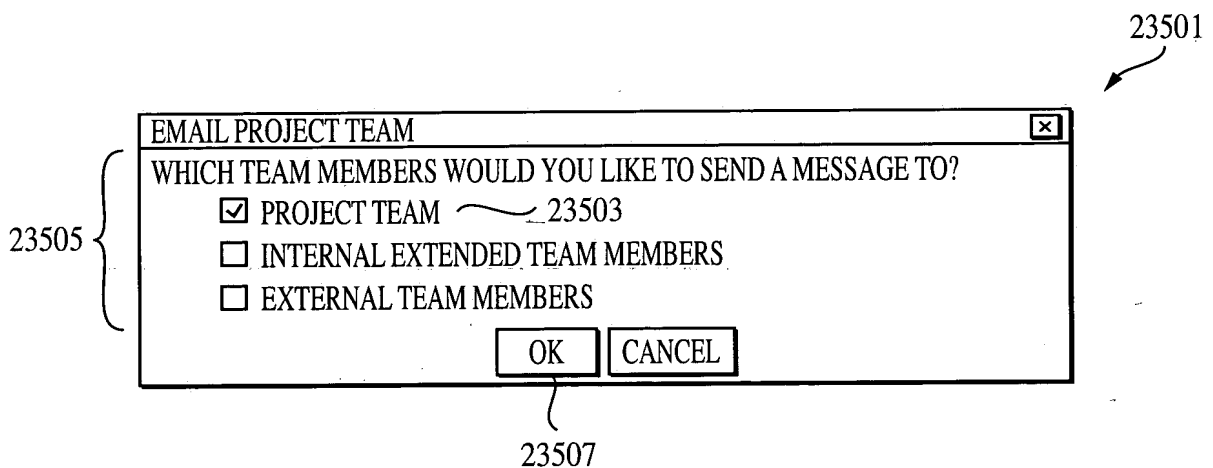 23501
EMAIL PROJECT TEAM
WHICH TEAM MEMBERS WOULD YOU LIKE TO SEND A MESSAGE TO?
PROJECT TEAM 23503
23505
INTERNAL EXTENDED TEAM MEMBERS
EXTERNAL TEAM MEMBERS
OK CANCEL
23507